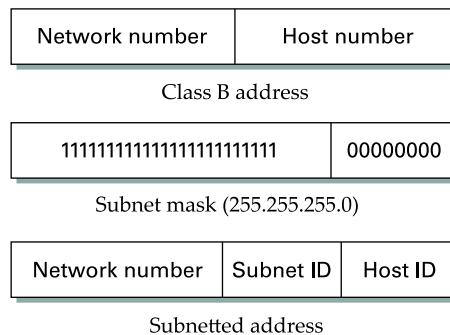 Network number Host number
Class B address
111111111111111111111111 00000000
Subnet mask (255.255.255.0)
Network number Subnet ID Host ID
Subnetted address